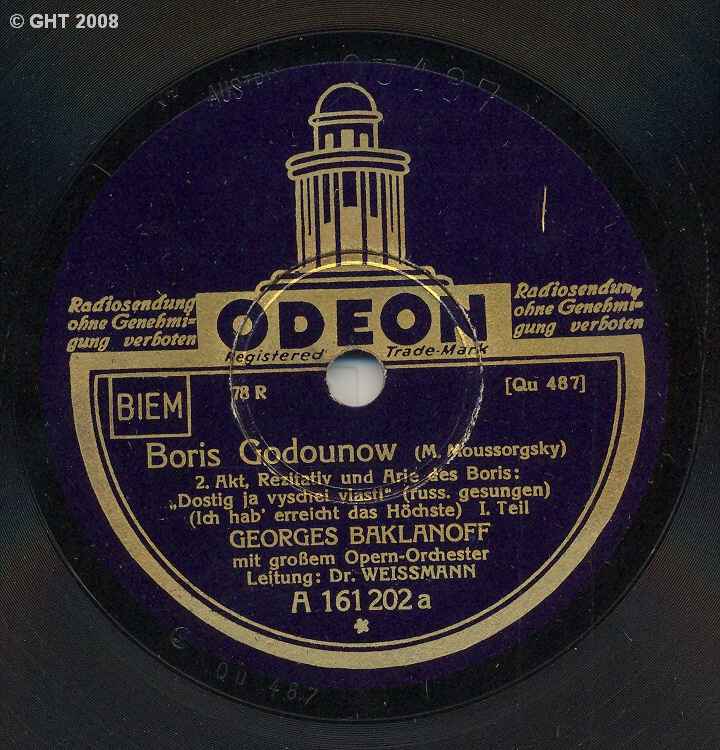 © GHT 2008
AUSTRI
Radiosendung
ohne Genehmi=
gung verboten
ODEON
Registered Trade-Mark
Radiosendung
ohne Genehmi=
gung verboten
BIEM
78 R
[Qu 487]
Boris Godounow (M. Moussorgsky)
2. Akt, Rezitativ und Arie des Boris:
„Dostig ja vyschei vlasti“ (russ. gesungen)
(Ich hab' erreicht das Höchste) I. Teil
GEORGES BAKLANOFF
mit großem Opern-Orchester
Leitung: Dr. WEISSMANN
A 161 202 a
3 QU 487